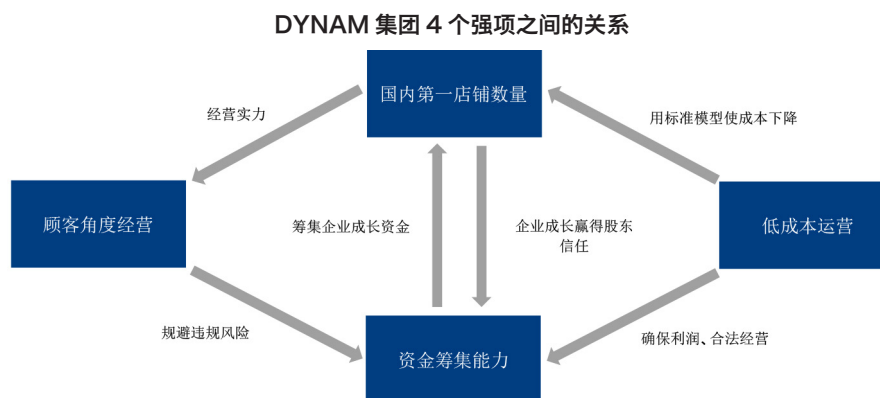 DYNAM 集团 4 个强项之间的关系
国内第一店铺数量
经营实力
用标准模型使成本下降
顾客角度经营
筹集企业成长资金
企业成长赢得股东
信任
低成本运营
规避违规风险
确保利润、合法经营
资金筹集能力